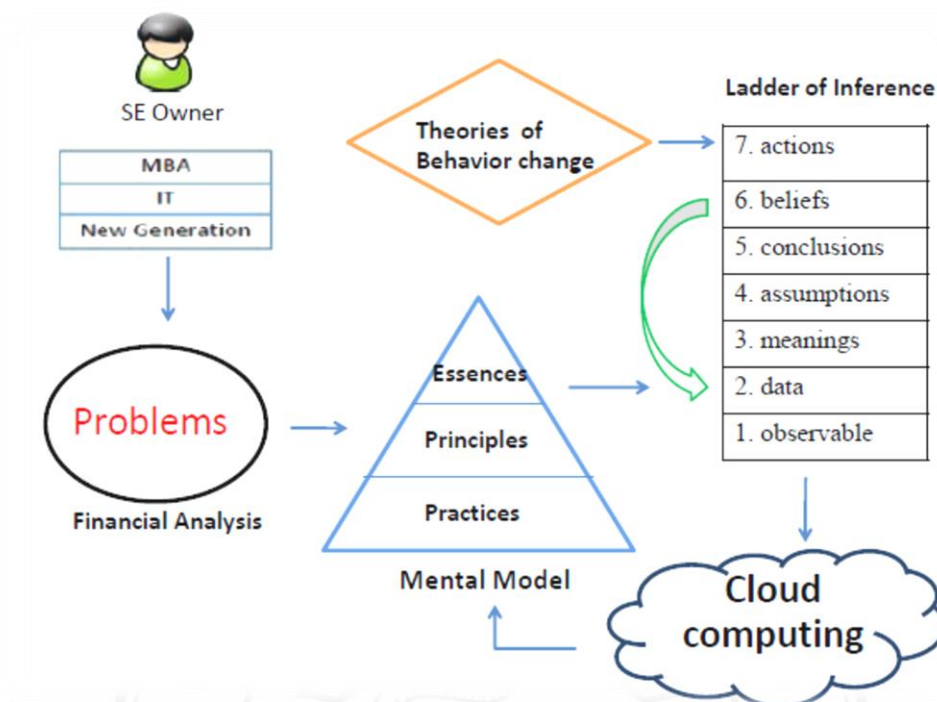 SE Owner
MBA
IT
New Generation
Problems
Financial Analysis
Theories of
Behavior change
Essences
Principles
Practices
Mental Model
Ladder of Inference
7. actions
6. beliefs
5. conclusions
4. assumptions
3. meanings
2. data
1. observable
Cloud
computing